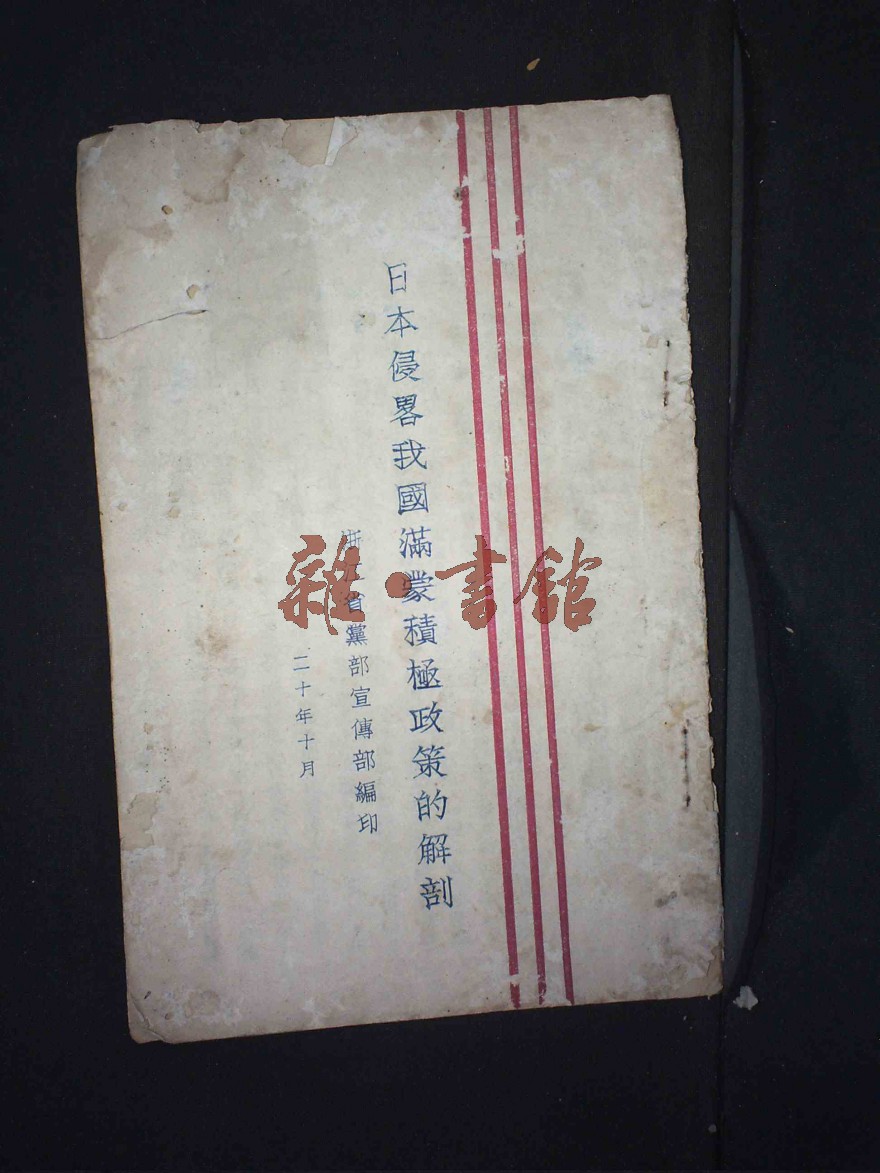 日本侵畧我國滿蒙積極政策的解剖
浙江省黨部宣傳部編印
二十年十月
雜·書館